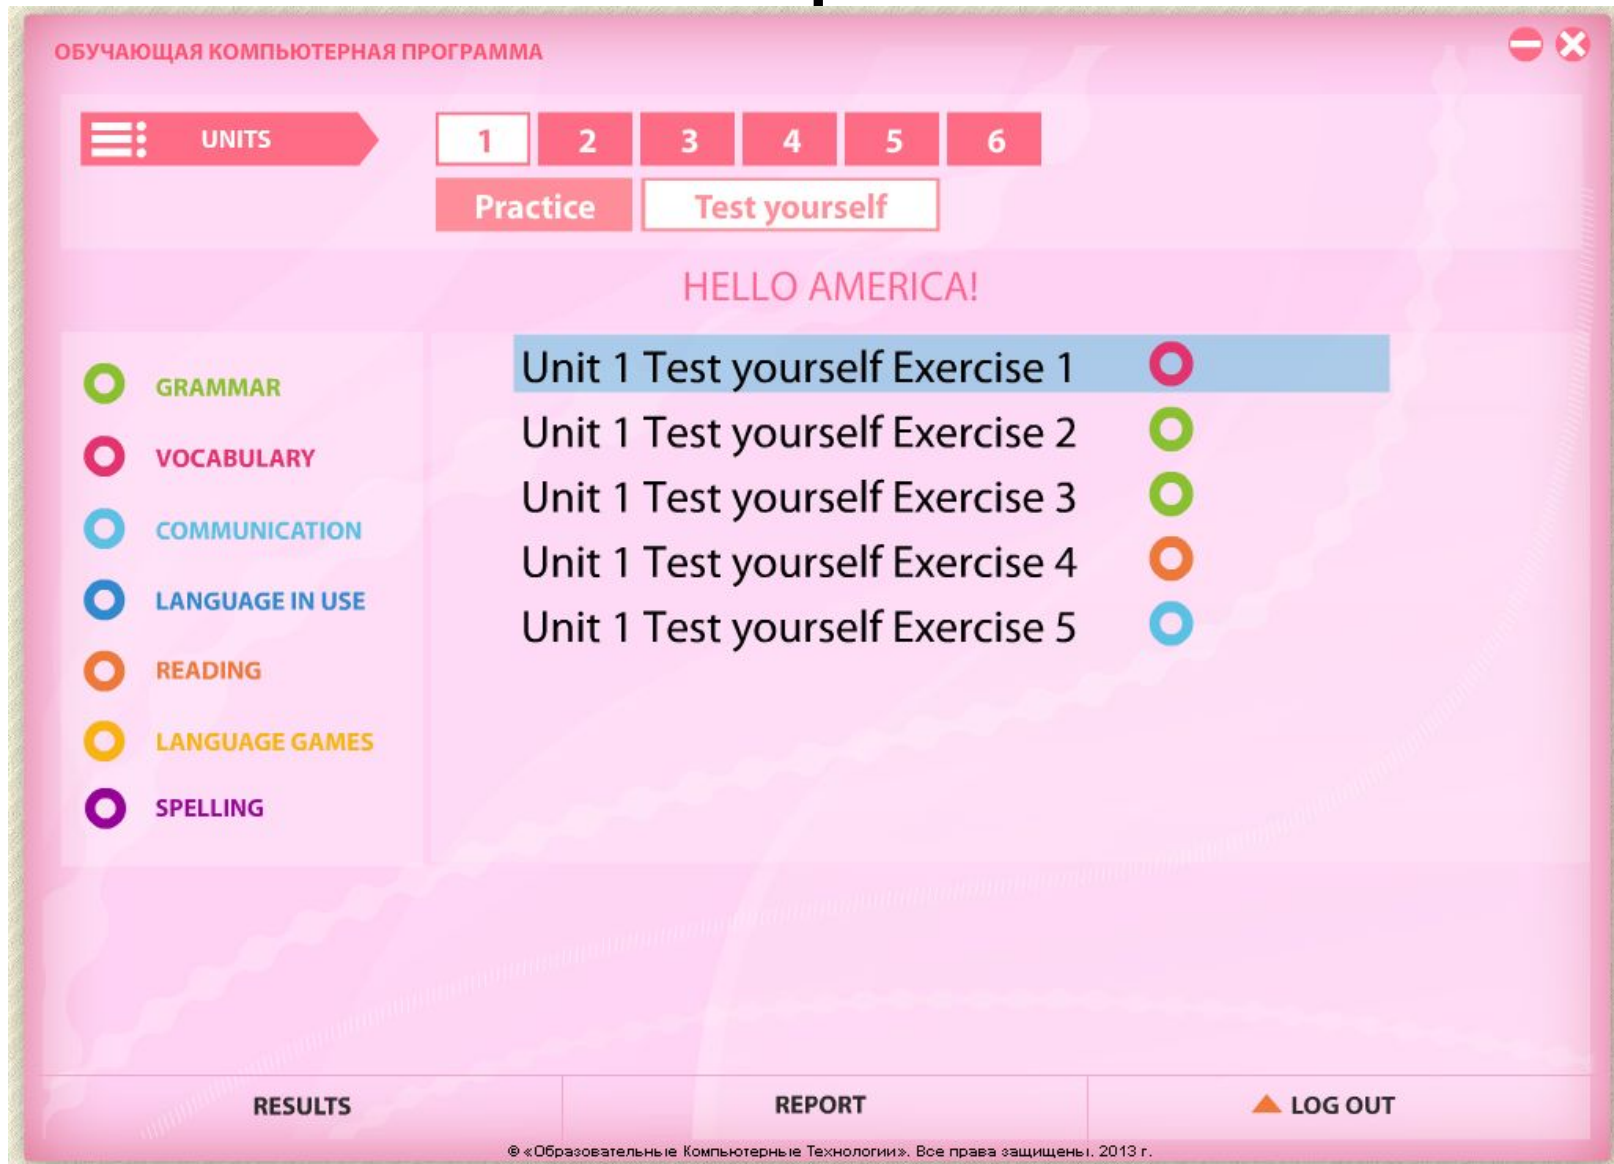 ОБУЧАЮЩАЯ КОМПЬЮТЕРНАЯ ПРОГРАММА
UNITS 1 2 3 4 5 6
Practice Test yourself
HELLO AMERICA!
GRAMMAR
VOCABULARY
COMMUNICATION
LANGUAGE IN USE
READING
LANGUAGE GAMES
SPELLING
Unit 1 Test yourself Exercise 1
Unit 1 Test yourself Exercise 2
Unit 1 Test yourself Exercise 3
Unit 1 Test yourself Exercise 4
Unit 1 Test yourself Exercise 5
RESULTS REPORT LOG OUT
© «Образовательные Компьютерные Технологии». Все права защищены. 2013 г.